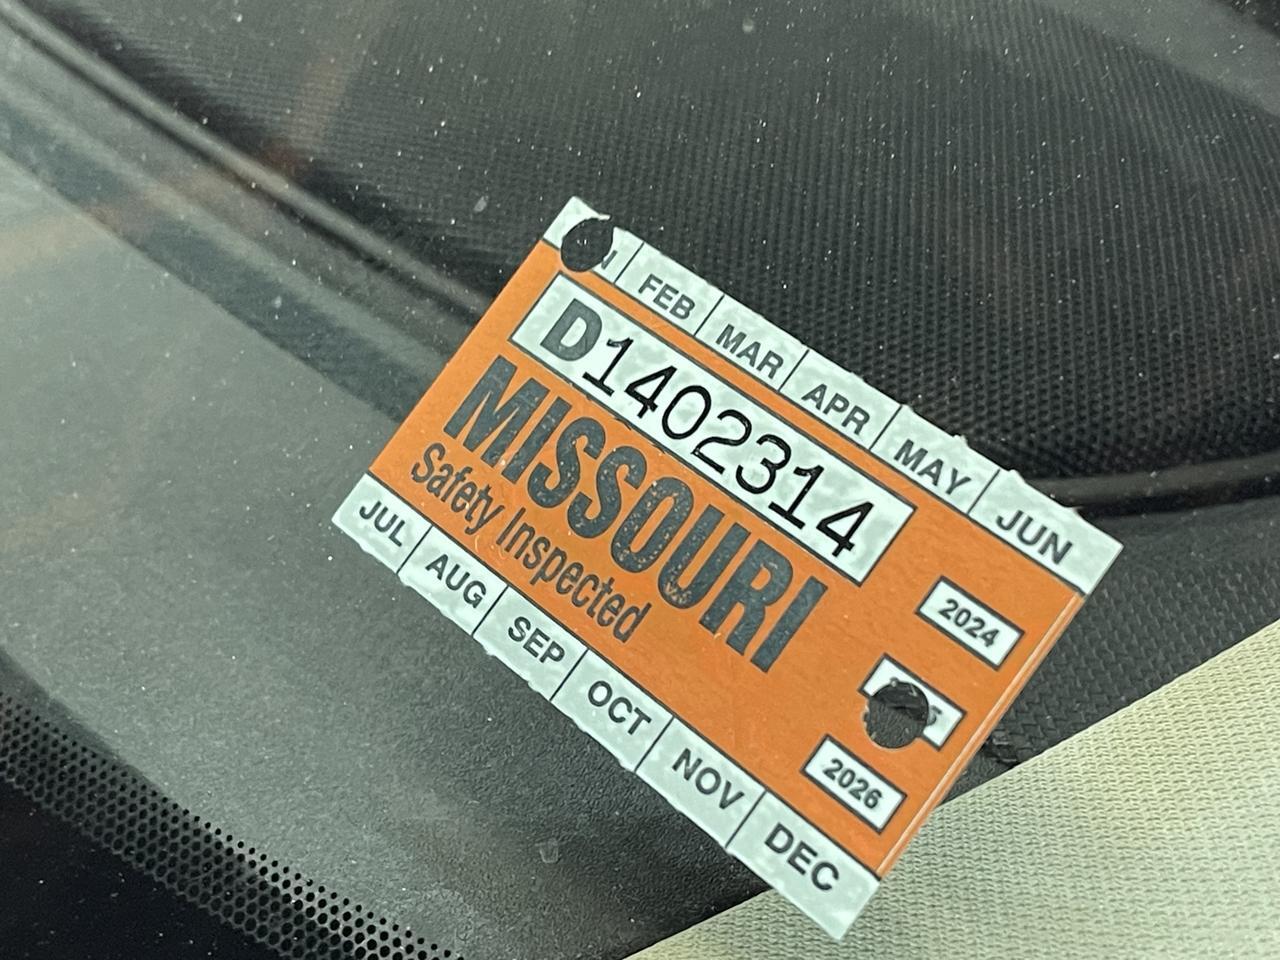 FEB MAR APR MAY JUN
D1402314
MISSOURI
Safety Inspected
2024
2026
JUL AUG SEP OCT NOV DEC